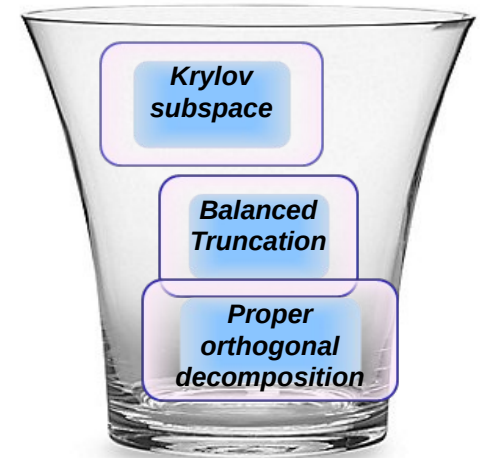 Krylov
subspace
Balanced
Truncation
Proper
orthogonal
decomposition